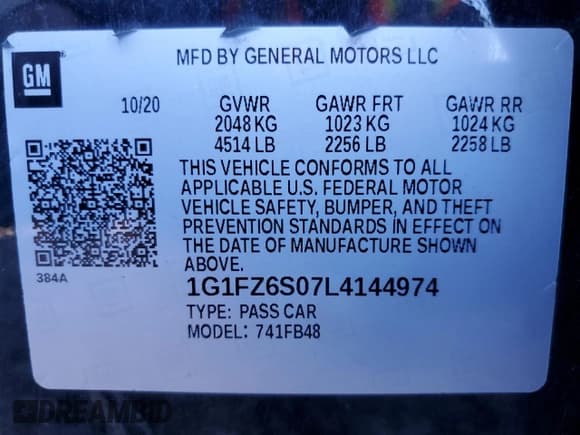 GM
MFD BY GENERAL MOTORS LLC
10/20 GVWR GAWR FRT GAWR RR
2048 KG 1023 KG 1024 KG
4514 LB 2256 LB 2258 LB
THIS VEHICLE CONFORMS TO ALL
APPLICABLE U.S. FEDERAL MOTOR
VEHICLE SAFETY, BUMPER, AND THEFT
PREVENTION STANDARDS IN EFFECT ON
THE DATE OF MANUFACTURE SHOWN
ABOVE.
384A
1G1FZ6S07L4144974
TYPE: PASS CAR
MODEL: 741FB48
DREAMBID